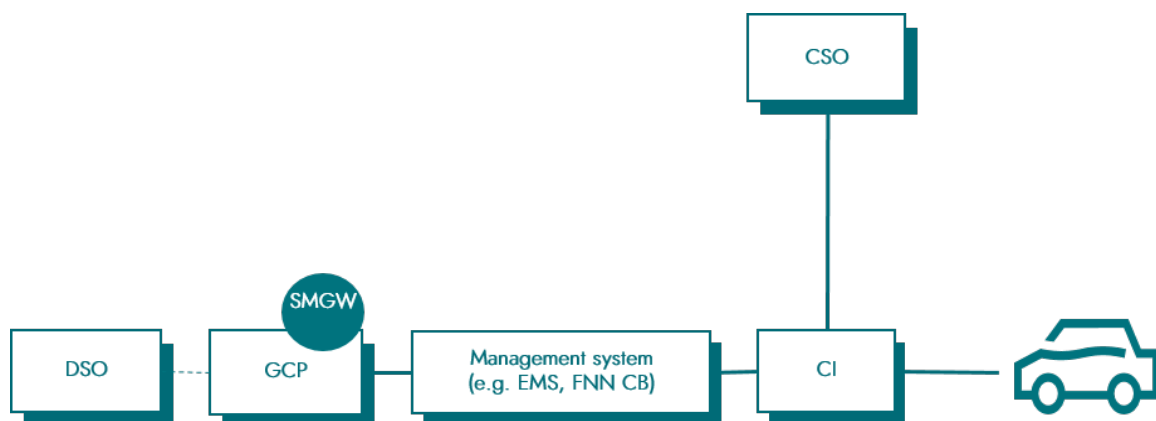 CSO
SMGW
DSO
GCP
Management system
(e.g. EMS, FNN CB)
CI